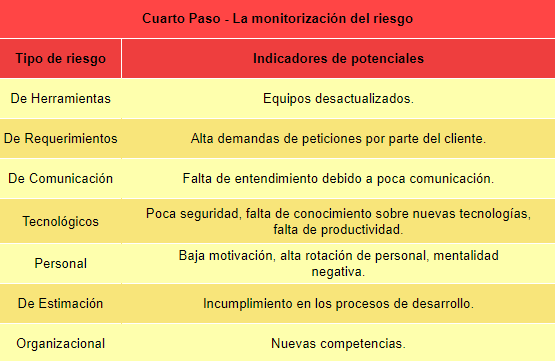 Cuarto Paso - La monitorización del riesgo
Tipo de riesgo Indicadores de potenciales
De Herramientas Equipos desactualizados.
De Requerimientos Alta demandas de peticiones por parte del cliente.
De Comunicación Falta de entendimiento debido a poca comunicación.
Tecnológicos Poca seguridad, falta de conocimiento sobre nuevas tecnologías,
falta de productividad.
Personal Baja motivación, alta rotación de personal, mentalidad
negativa.
De Estimación Incumplimiento en los procesos de desarrollo.
Organizacional Nuevas competencias.